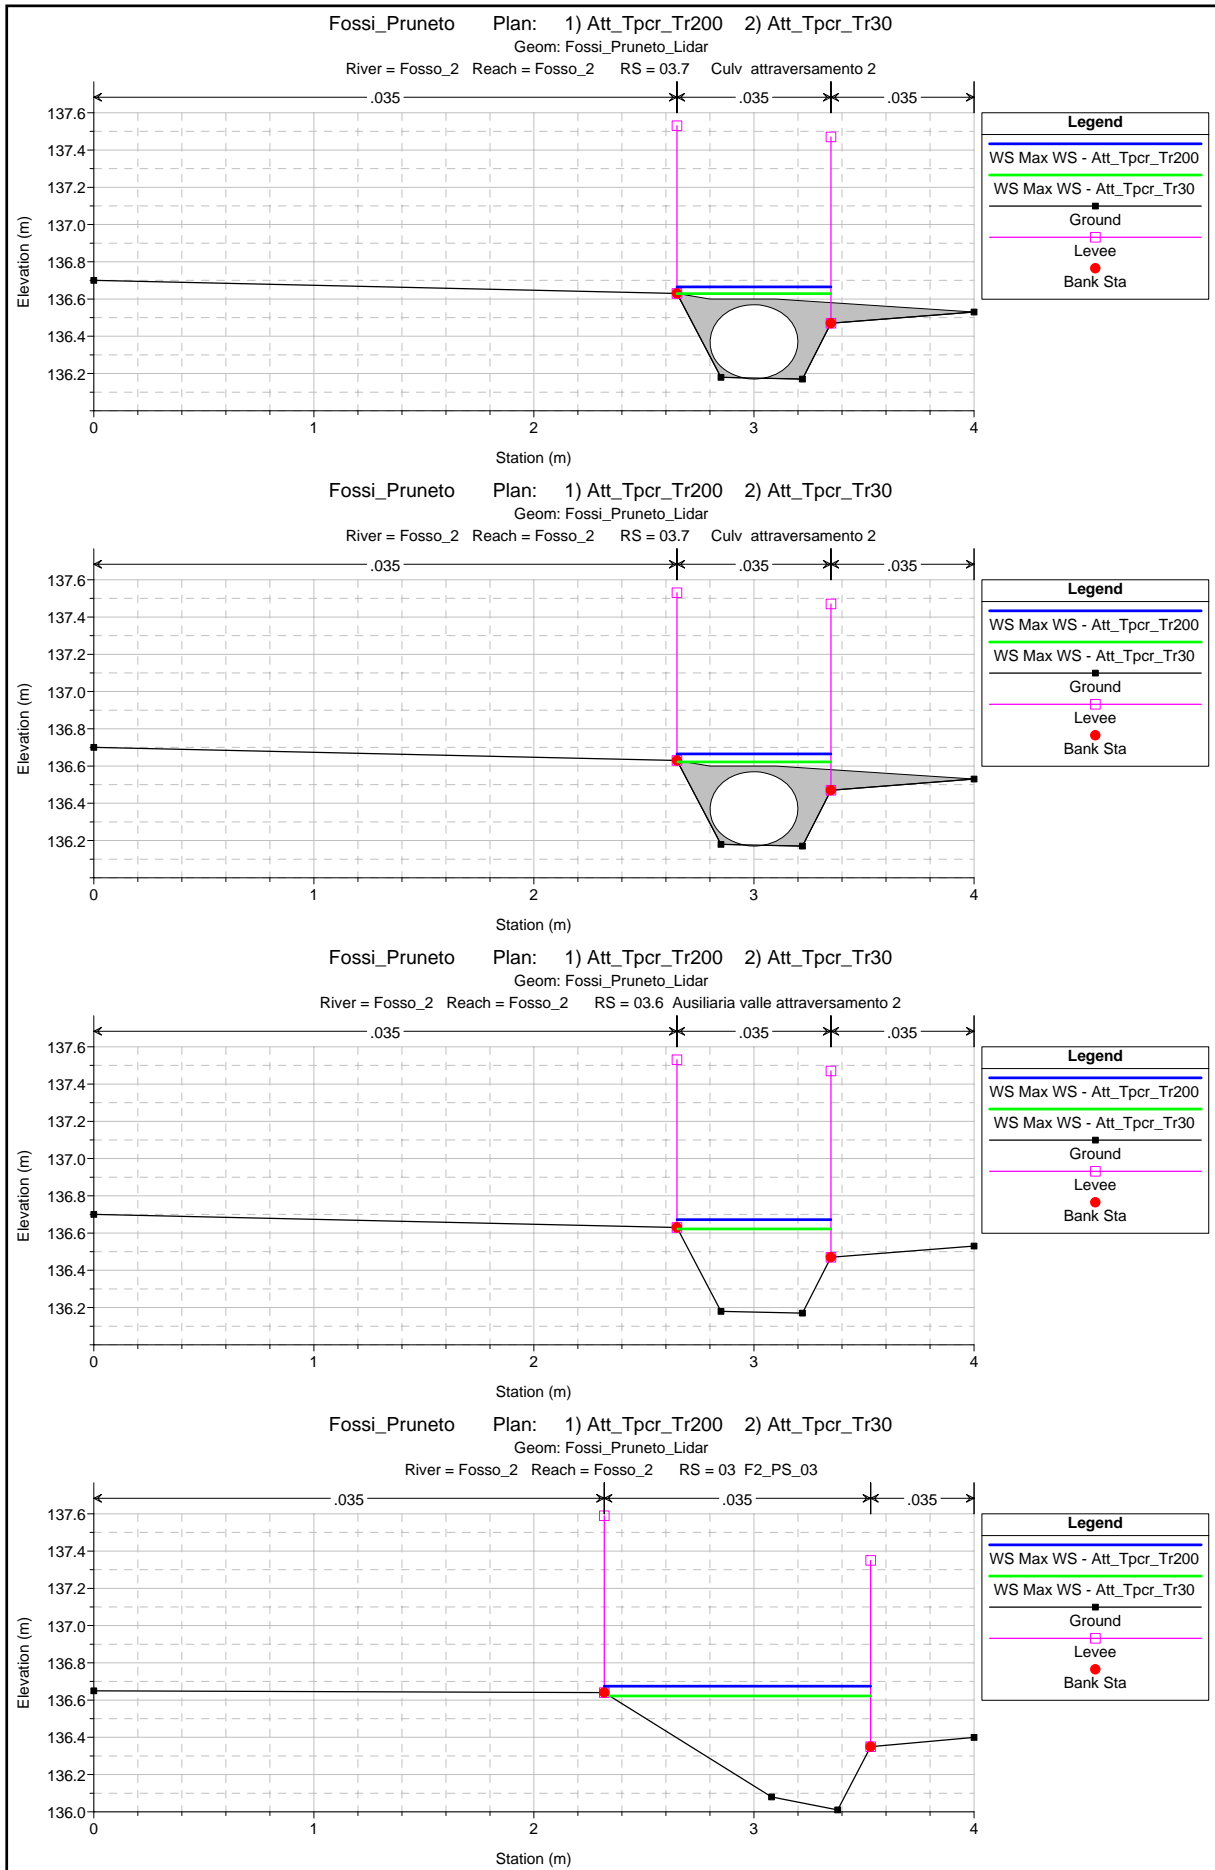 Fossi_Pruneto Plan: 1) Att_Tpcr_Tr200 2) Att_Tpcr_Tr30
Geom: Fossi_Pruneto_Lidar
River = Fosso_2 Reach = Fosso_2 RS = 03.7 Culv attraversamento 2
.035 .035 .035
Elevation (m)
137.6
137.4
137.2
137.0
136.8
136.6
136.4
136.2
0 1 2 3 4
Station (m)
Legend
WS Max WS - Att_Tpcr_Tr200
WS Max WS - Att_Tpcr_Tr30
Ground
Levee
Bank Sta
Fossi_Pruneto Plan: 1) Att_Tpcr_Tr200 2) Att_Tpcr_Tr30
Geom: Fossi_Pruneto_Lidar
River = Fosso_2 Reach = Fosso_2 RS = 03.7 Culv attraversamento 2
.035 .035 .035
Elevation (m)
137.6
137.4
137.2
137.0
136.8
136.6
136.4
136.2
0 1 2 3 4
Station (m)
Legend
WS Max WS - Att_Tpcr_Tr200
WS Max WS - Att_Tpcr_Tr30
Ground
Levee
Bank Sta
Fossi_Pruneto Plan: 1) Att_Tpcr_Tr200 2) Att_Tpcr_Tr30
Geom: Fossi_Pruneto_Lidar
River = Fosso_2 Reach = Fosso_2 RS = 03.6 Ausiliaria valle attraversamento 2
.035 .035 .035
Elevation (m)
137.6
137.4
137.2
137.0
136.8
136.6
136.4
136.2
0 1 2 3 4
Station (m)
Legend
WS Max WS - Att_Tpcr_Tr200
WS Max WS - Att_Tpcr_Tr30
Ground
Levee
Bank Sta
Fossi_Pruneto Plan: 1) Att_Tpcr_Tr200 2) Att_Tpcr_Tr30
Geom: Fossi_Pruneto_Lidar
River = Fosso_2 Reach = Fosso_2 RS = 03 F2_PS_03
.035 .035 .035
Elevation (m)
137.6
137.4
137.2
137.0
136.8
136.6
136.4
136.2
136.0
0 1 2 3 4
Station (m)
Legend
WS Max WS - Att_Tpcr_Tr200
WS Max WS - Att_Tpcr_Tr30
Ground
Levee
Bank Sta